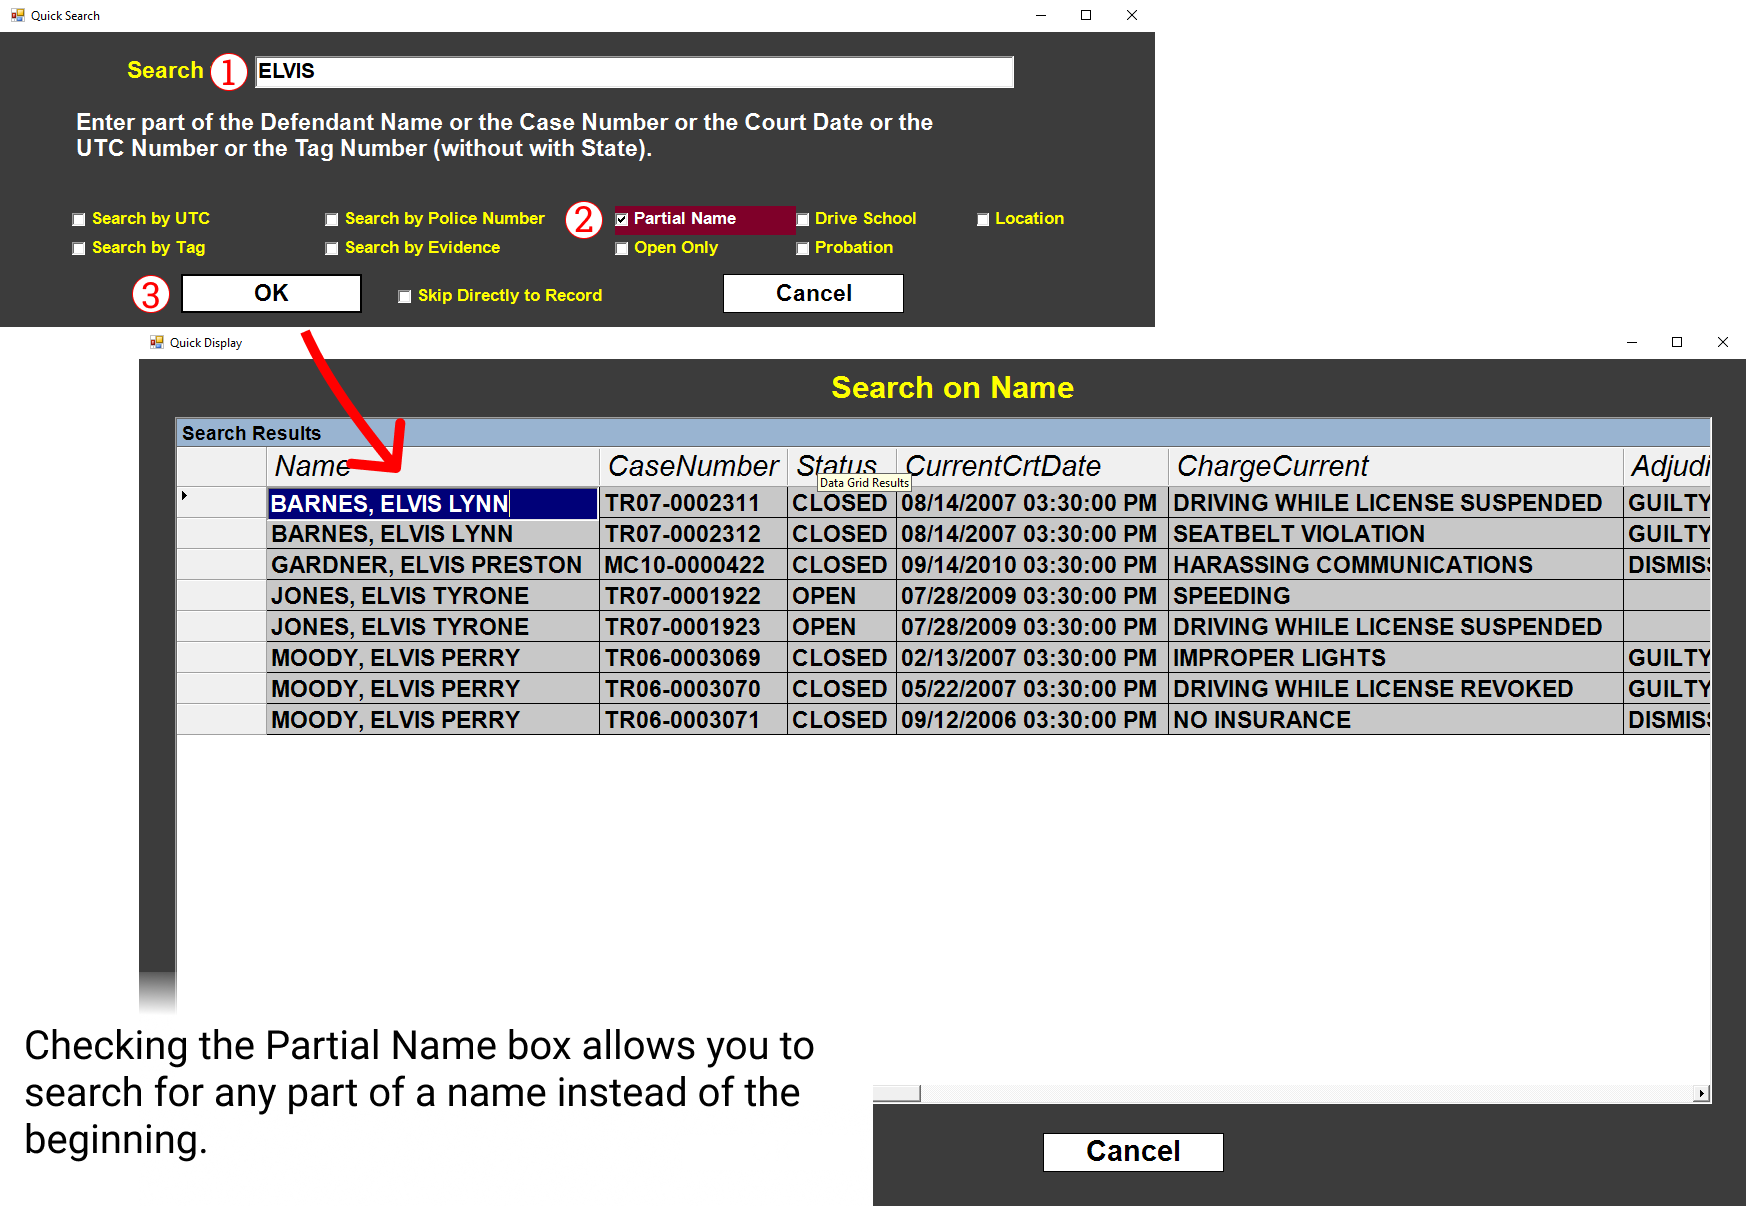 Quick Search
Search 1 ELVIS
Enter part of the Defendant Name or the Case Number or the Court Date or the
UTC Number or the Tag Number (without with State).
Search by UTC Search by Police Number 2 Partial Name Drive School Location
Search by Tag Search by Evidence Open Only Probation
3 OK Skip Directly to Record Cancel
Quick Display
Search on Name
Search Results
Name CaseNumber Status CurrentCrtDate ChargeCurrent Adjudi
Data Grid Results
BARNES, ELVIS LYNN TR07-0002311 CLOSED 08/14/2007 03:30:00 PM DRIVING WHILE LICENSE SUSPENDED GUILTY
BARNES, ELVIS LYNN TR07-0002312 CLOSED 08/14/2007 03:30:00 PM SEATBELT VIOLATION GUILTY
GARDNER, ELVIS PRESTON MC10-0000422 CLOSED 09/14/2010 03:30:00 PM HARASSING COMMUNICATIONS DISMIS
JONES, ELVIS TYRONE TR07-0001922 OPEN 07/28/2009 03:30:00 PM SPEEDING
JONES, ELVIS TYRONE TR07-0001923 OPEN 07/28/2009 03:30:00 PM DRIVING WHILE LICENSE SUSPENDED
MOODY, ELVIS PERRY TR06-0003069 CLOSED 02/13/2007 03:30:00 PM IMPROPER LIGHTS GUILTY
MOODY, ELVIS PERRY TR06-0003070 CLOSED 05/22/2007 03:30:00 PM DRIVING WHILE LICENSE REVOKED GUILTY
MOODY, ELVIS PERRY TR06-0003071 CLOSED 09/12/2006 03:30:00 PM NO INSURANCE DISMIS
Checking the Partial Name box allows you to
search for any part of a name instead of the
beginning.
Cancel